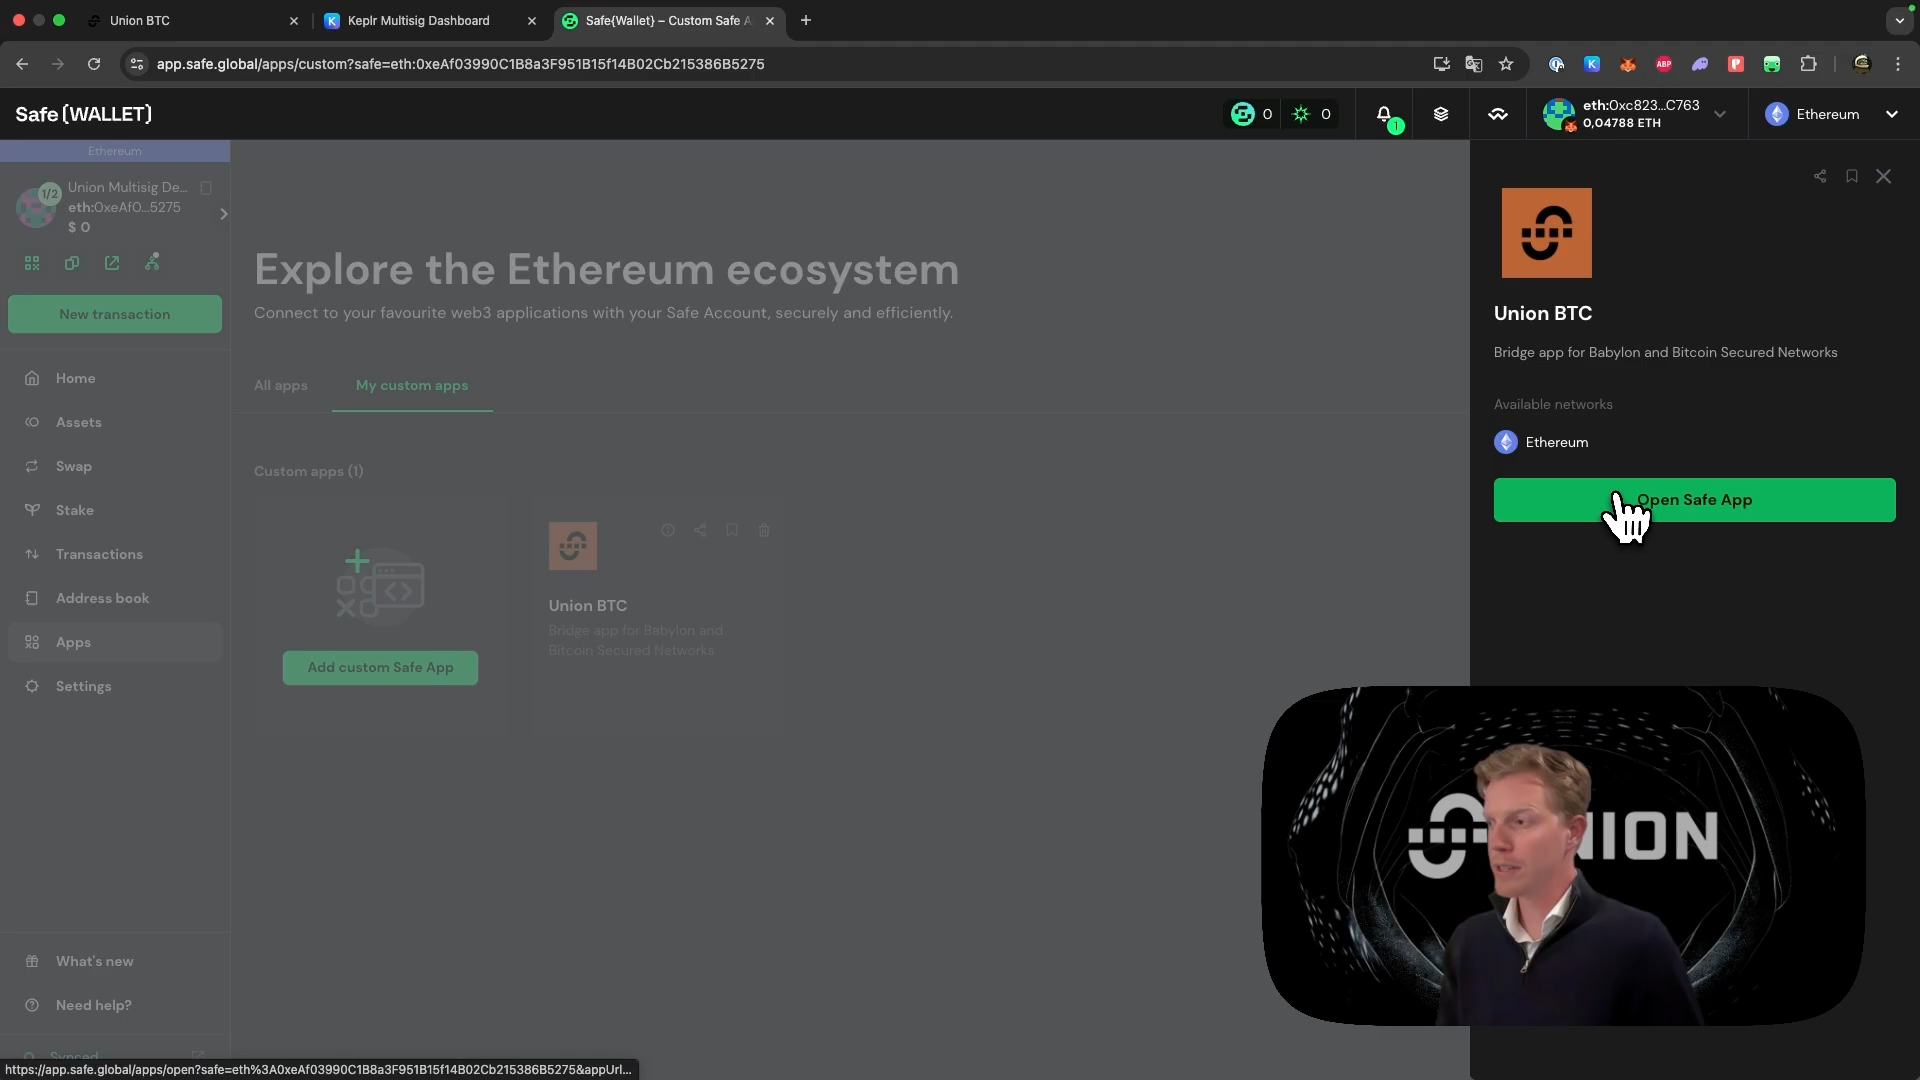 Union BTC
Keplr Multisig Dashboard
Safe{Wallet} – Custom Safe A
app.safe.global/apps/custom?safe=eth:0xeAf03990C1B8a3F951B15f14B02Cb215386B5275
ABP
Safe{WALLET}
0
0
1
eth:0xc823...C763
0,04788 ETH
Ethereum
Ethereum
1/2
Union Multisig De...
eth:0xeAf0...5275
$ 0
New transaction
Home
Assets
Swap
Stake
Transactions
Address book
Apps
Settings
What's new
Need help?
Synced
Explore the Ethereum ecosystem
Connect to your favourite web3 applications with your Safe Account, securely and efficiently.
All apps
My custom apps
Custom apps (1)
Add custom Safe App
Union BTC
Bridge app for Babylon and
Bitcoin Secured Networks
Union BTC
Bridge app for Babylon and Bitcoin Secured Networks
Available networks
Ethereum
Open Safe App
NION
https://app.safe.global/apps/open?safe=eth%3A0xeAf03990C1B8a3F951B15f14B02Cb215386B5275&appUrl...